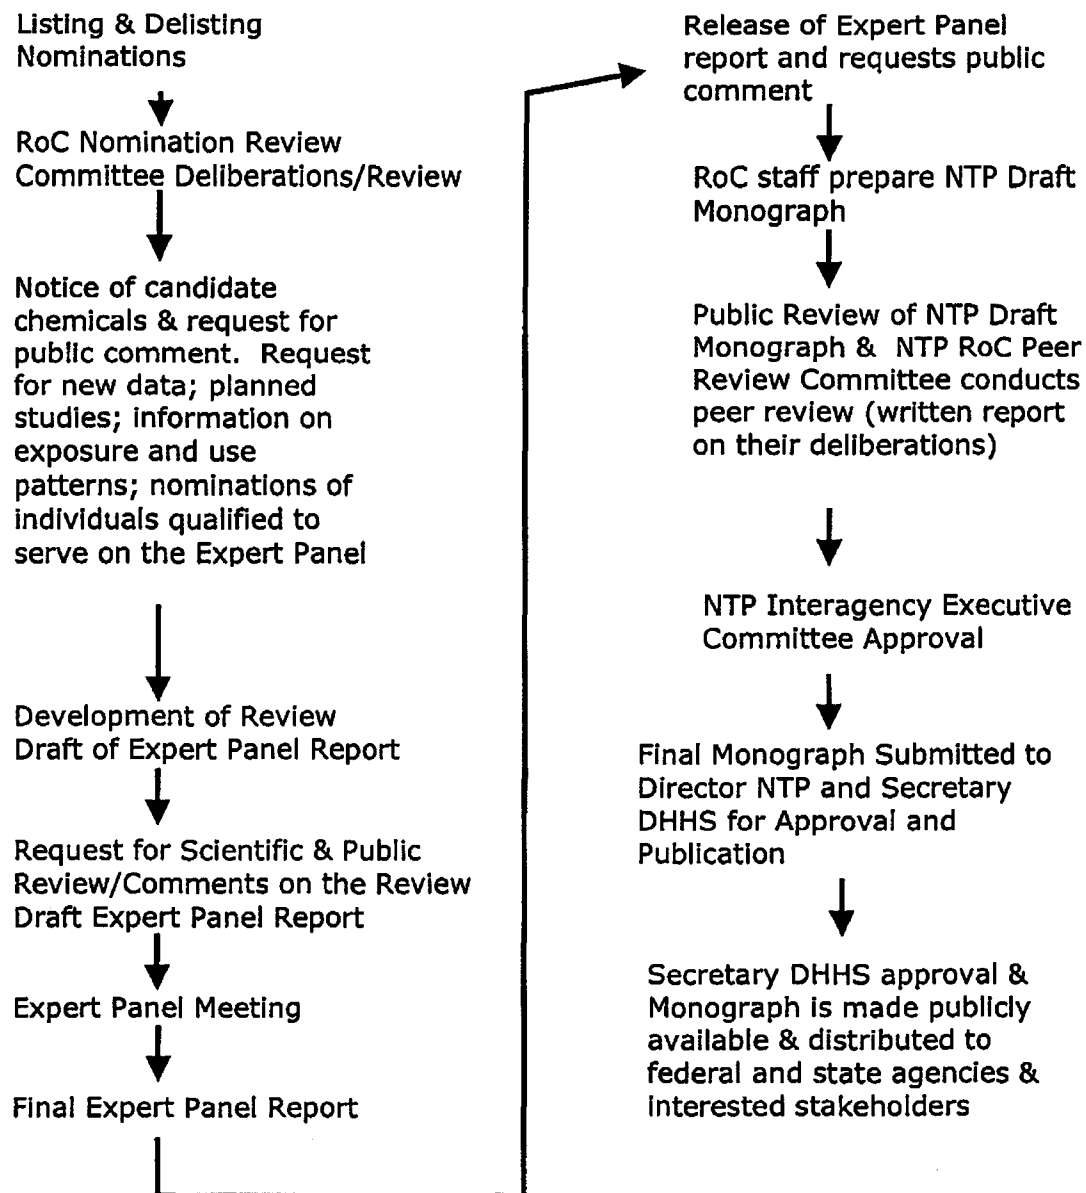 Listing & Delisting
Nominations
RoC Nomination Review
Committee Deliberations/Review
Notice of candidate
chemicals & request for
public comment. Request
for new data; planned
studies; information on
exposure and use
patterns; nominations of
individuals qualified to
serve on the Expert Panel
Development of Review
Draft of Expert Panel Report
Request for Scientific & Public
Review/Comments on the Review
Draft Expert Panel Report
Expert Panel Meeting
Final Expert Panel Report
Release of Expert Panel
report and requests public
comment
RoC staff prepare NTP Draft
Monograph
Public Review of NTP Draft
Monograph & NTP RoC Peer
Review Committee conducts
peer review (written report
on their deliberations)
NTP Interagency Executive
Committee Approval
Final Monograph Submitted to
Director NTP and Secretary
DHHS for Approval and
Publication
Secretary DHHS approval &
Monograph is made publicly
available & distributed to
federal and state agencies &
interested stakeholders